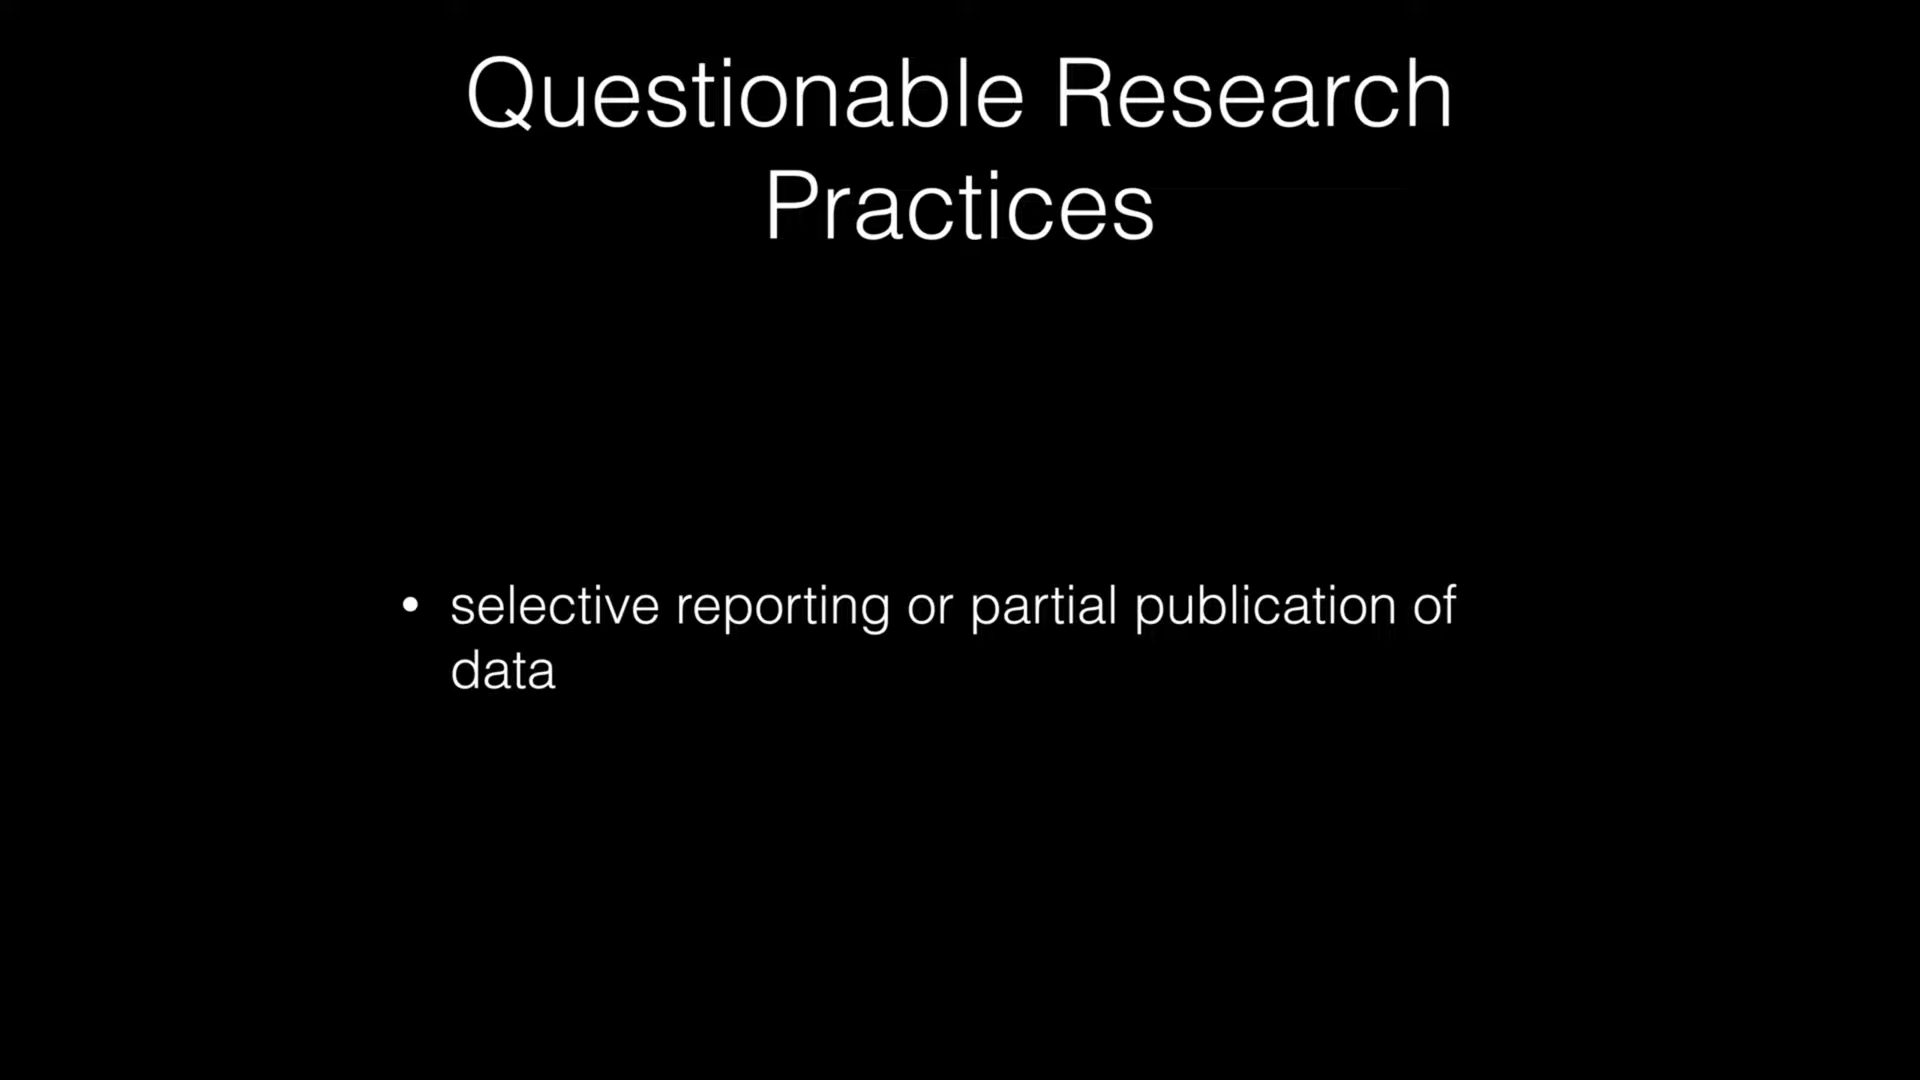 Questionable Research
Practices
• selective reporting or partial publication of
data